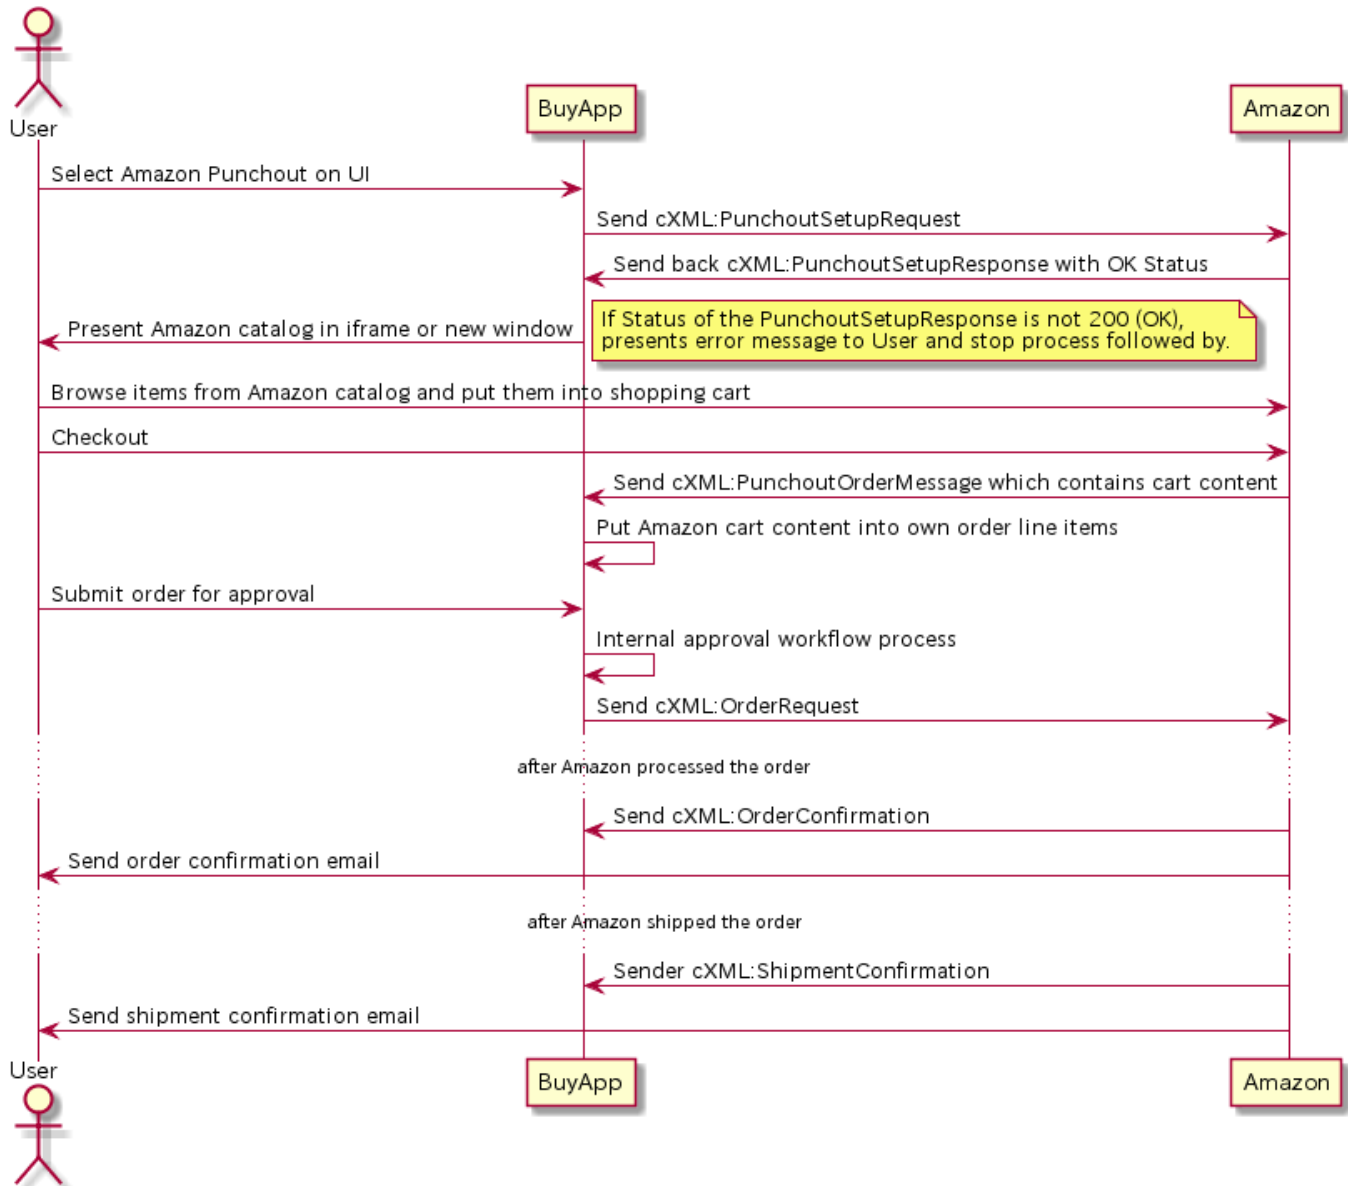 User
BuyApp
Amazon
Select Amazon Punchout on UI
Send cXML:PunchoutSetupRequest
Send back cXML:PunchoutSetupResponse with OK Status
Present Amazon catalog in iframe or new window
If Status of the PunchoutSetupResponse is not 200 (OK),
presents error message to User and stop process followed by.
Browse items from Amazon catalog and put them into shopping cart
Checkout
Send cXML:PunchoutOrderMessage which contains cart content
Put Amazon cart content into own order line items
Submit order for approval
Internal approval workflow process
Send cXML:OrderRequest
after Amazon processed the order
Send cXML:OrderConfirmation
Send order confirmation email
after Amazon shipped the order
Sender cXML:ShipmentConfirmation
Send shipment confirmation email
User
BuyApp
Amazon